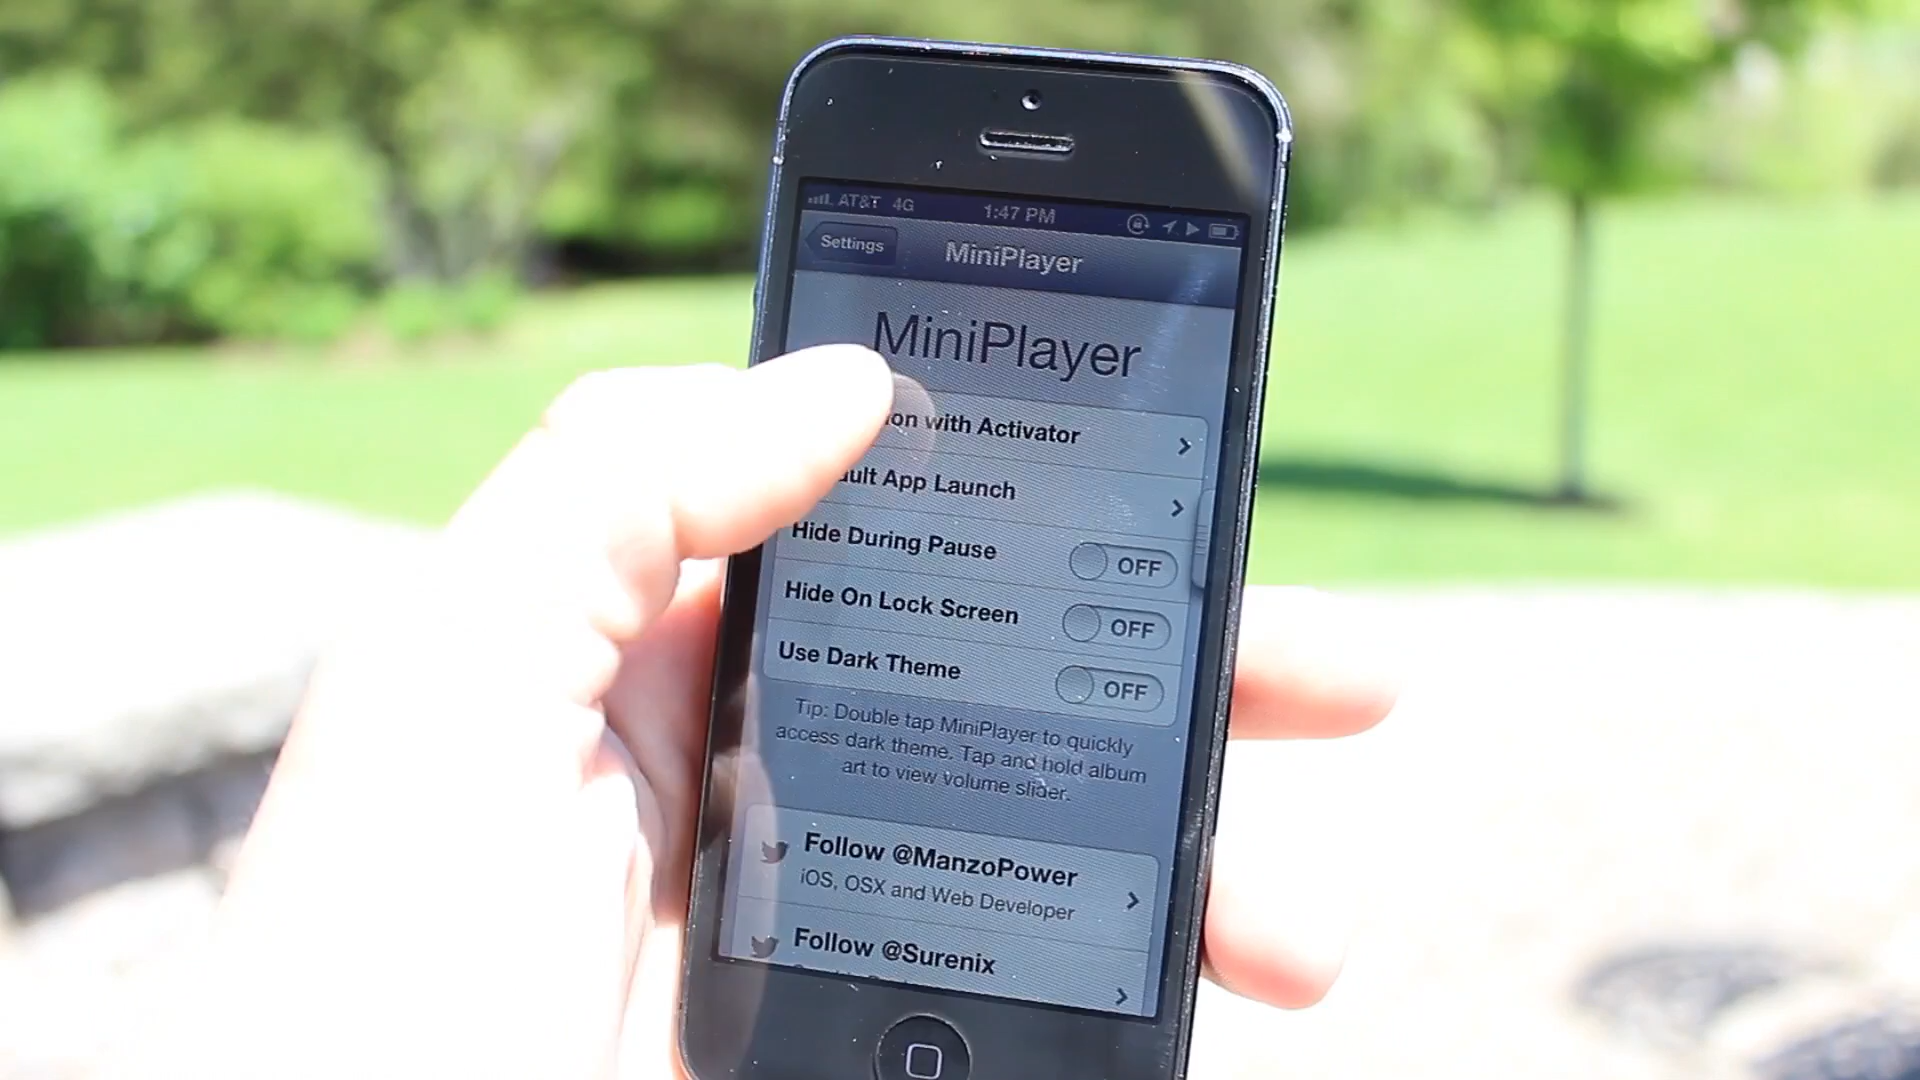 AT&T 4G 1:47 PM
Settings
MiniPlayer
MiniPlayer
with Activator
App Launch
Hide During Pause OFF
Hide On Lock Screen OFF
Use Dark Theme OFF
Tip: Double tap MiniPlayer to quickly
access dark theme. Tap and hold album
art to view volume slider.
Follow @ManzoPower
iOS, OSX and Web Developer
Follow @Surenix